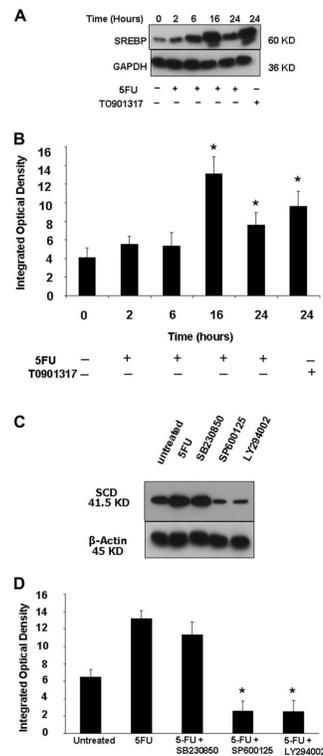 A
Time (Hours) 0 2 6 16 24 24
SREBP 60 KD
GAPDH 36 KD
5FU – + + + + –
TO901317 – – – – – +
B
Integrated Optical Density
16
14
12
10
8
6
4
2
0
* * *
0 2 6 16 24 24
Time (hours)
5FU – + + + + –
T0901317 – – – – – +
C
untreated 5FU SB230850 SP600125 LY294002
SCD
41.5 KD
β-Actin
45 KD
D
Integrated Optical Density
16
14
12
10
8
6
4
2
0
* *
Untreated 5FU 5-FU + SB230850 5-FU + SP600125 5-FU + LY294002